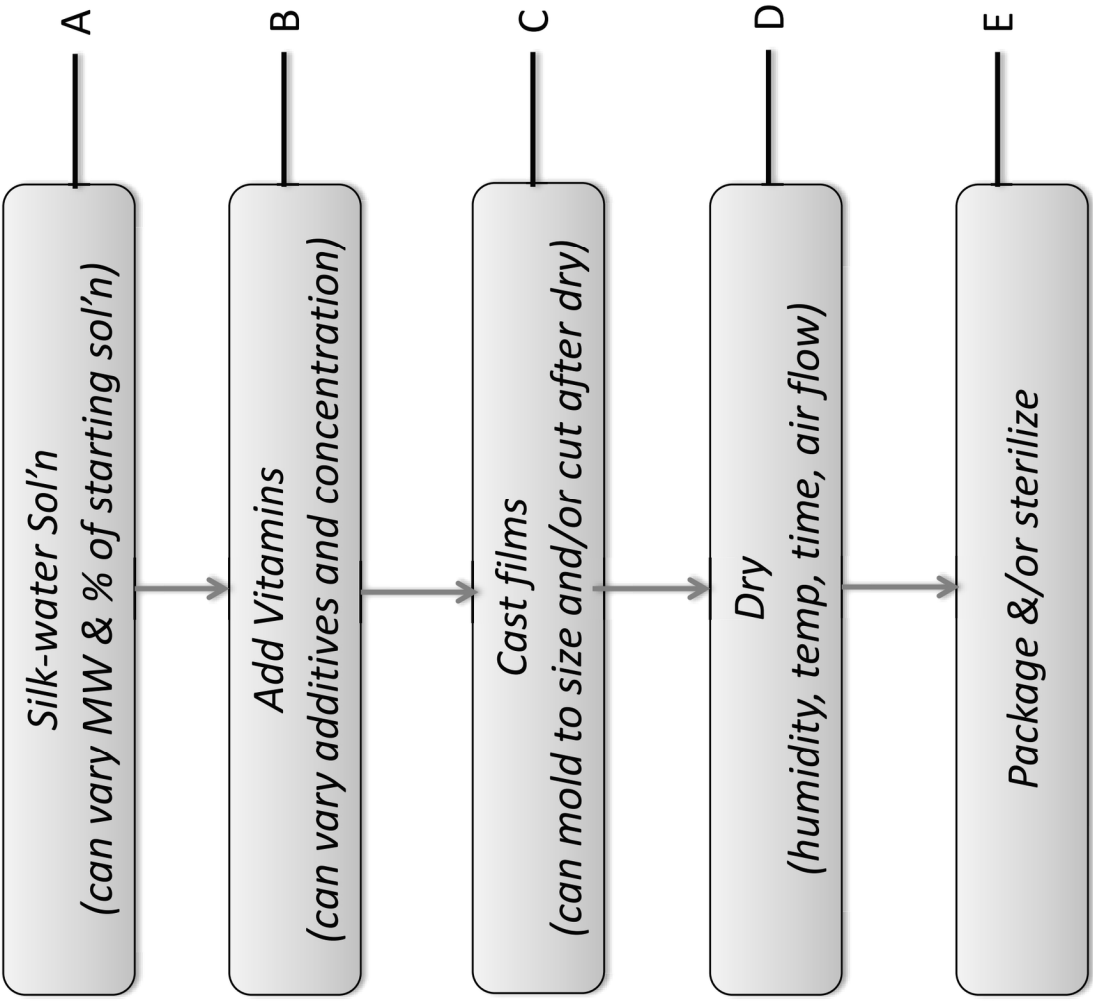 Silk-water Sol'n
(can vary MW & % of starting sol'n)
A
Add Vitamins
(can vary additives and concentration)
B
Cast films
(can mold to size and/or cut after dry)
C
Dry
(humidity, temp, time, air flow)
D
Package &/or sterilize
E